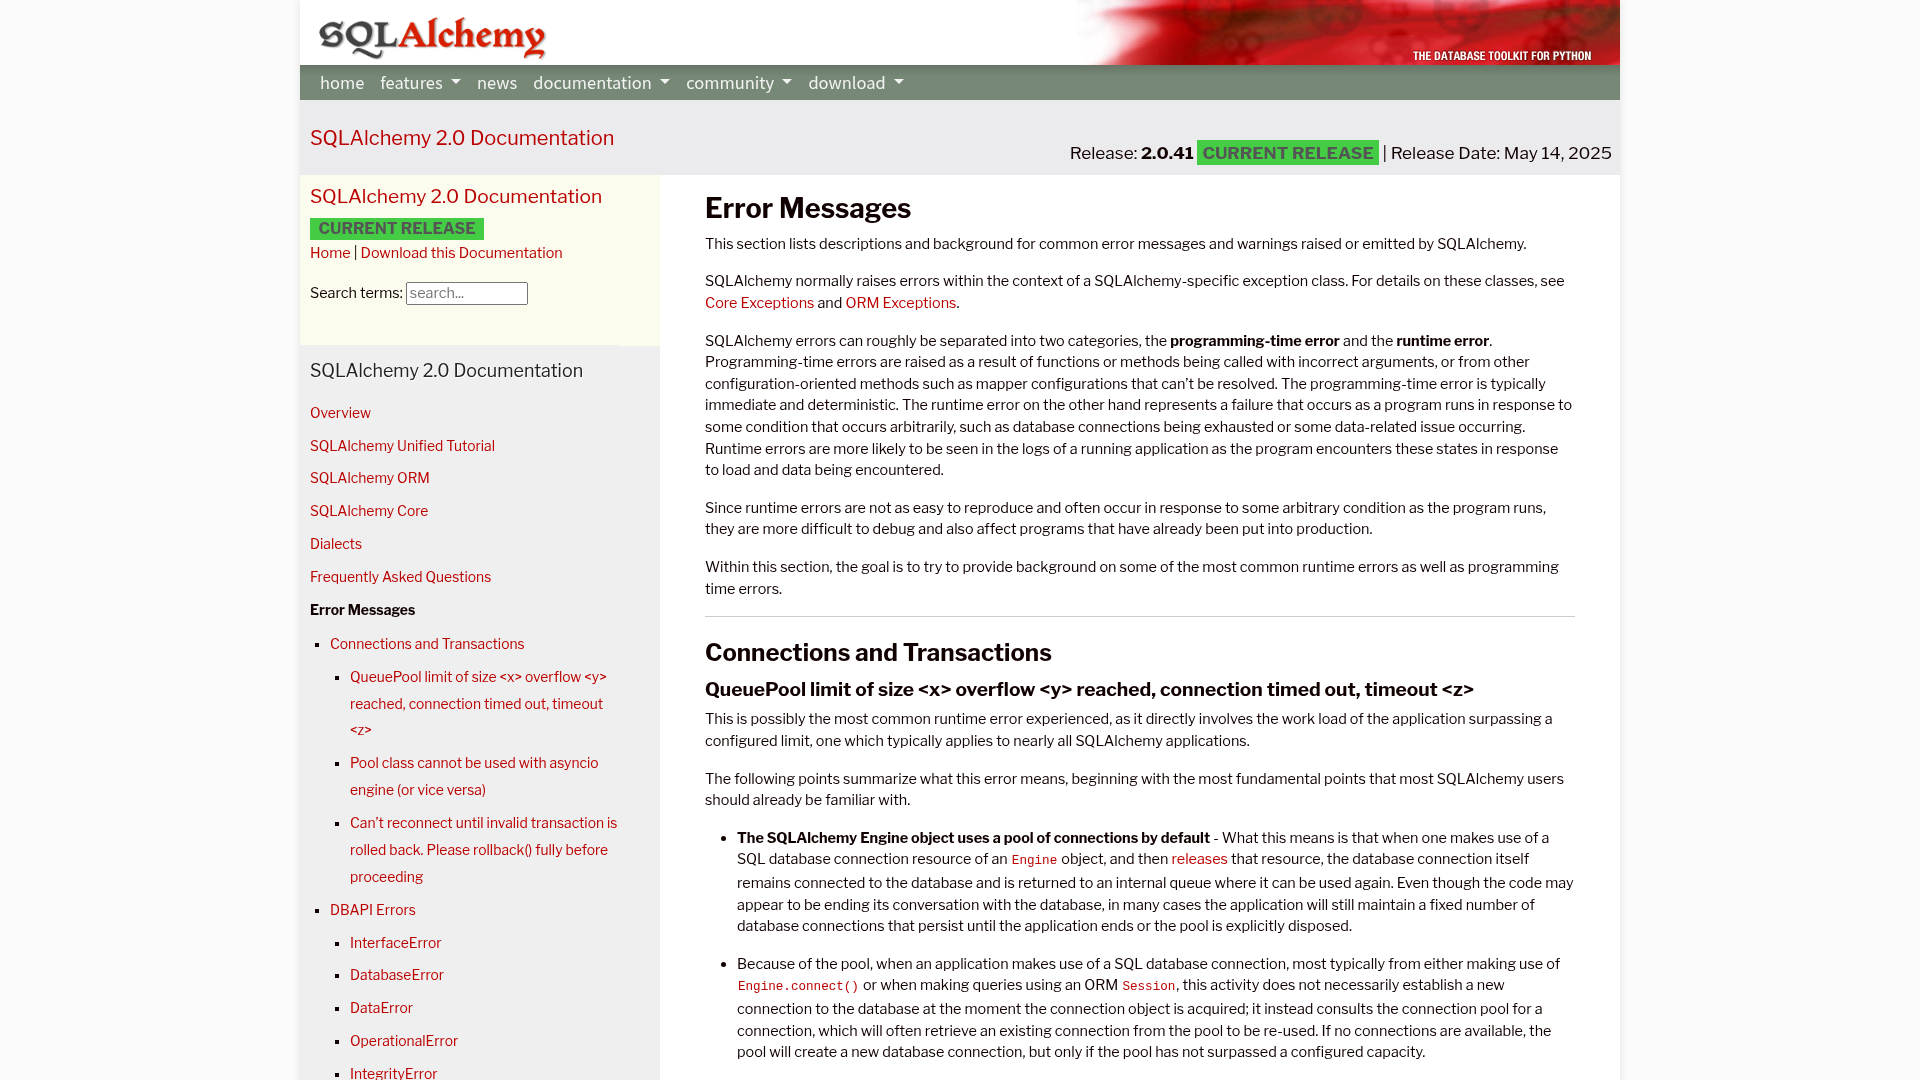 SQLAlchemy
THE DATABASE TOOLKIT FOR PYTHON
home features news documentation community download
SQLAlchemy 2.0 Documentation
Release: 2.0.41 CURRENT RELEASE | Release Date: May 14, 2025
SQLAlchemy 2.0 Documentation
CURRENT RELEASE
Home | Download this Documentation
Search terms: search...
SQLAlchemy 2.0 Documentation
Overview
SQLAlchemy Unified Tutorial
SQLAlchemy ORM
SQLAlchemy Core
Dialects
Frequently Asked Questions
Error Messages
Connections and Transactions
QueuePool limit of size <x> overflow <y>
reached, connection timed out, timeout
<z>
Pool class cannot be used with asyncio
engine (or vice versa)
Can’t reconnect until invalid transaction is
rolled back. Please rollback() fully before
proceeding
DBAPI Errors
InterfaceError
DatabaseError
DataError
OperationalError
IntegrityError
Error Messages
This section lists descriptions and background for common error messages and warnings raised or emitted by SQLAlchemy.
SQLAlchemy normally raises errors within the context of a SQLAlchemy-specific exception class. For details on these classes, see
Core Exceptions and ORM Exceptions.
SQLAlchemy errors can roughly be separated into two categories, the programming-time error and the runtime error.
Programming-time errors are raised as a result of functions or methods being called with incorrect arguments, or from other
configuration-oriented methods such as mapper configurations that can’t be resolved. The programming-time error is typically
immediate and deterministic. The runtime error on the other hand represents a failure that occurs as a program runs in response to
some condition that occurs arbitrarily, such as database connections being exhausted or some data-related issue occurring.
Runtime errors are more likely to be seen in the logs of a running application as the program encounters these states in response
to load and data being encountered.
Since runtime errors are not as easy to reproduce and often occur in response to some arbitrary condition as the program runs,
they are more difficult to debug and also affect programs that have already been put into production.
Within this section, the goal is to try to provide background on some of the most common runtime errors as well as programming
time errors.
Connections and Transactions
QueuePool limit of size <x> overflow <y> reached, connection timed out, timeout <z>
This is possibly the most common runtime error experienced, as it directly involves the work load of the application surpassing a
configured limit, one which typically applies to nearly all SQLAlchemy applications.
The following points summarize what this error means, beginning with the most fundamental points that most SQLAlchemy users
should already be familiar with.
The SQLAlchemy Engine object uses a pool of connections by default - What this means is that when one makes use of a
SQL database connection resource of an Engine object, and then releases that resource, the database connection itself
remains connected to the database and is returned to an internal queue where it can be used again. Even though the code may
appear to be ending its conversation with the database, in many cases the application will still maintain a fixed number of
database connections that persist until the application ends or the pool is explicitly disposed.
Because of the pool, when an application makes use of a SQL database connection, most typically from either making use of
Engine.connect() or when making queries using an ORM Session, this activity does not necessarily establish a new
connection to the database at the moment the connection object is acquired; it instead consults the connection pool for a
connection, which will often retrieve an existing connection from the pool to be re-used. If no connections are available, the
pool will create a new database connection, but only if the pool has not surpassed a configured capacity.